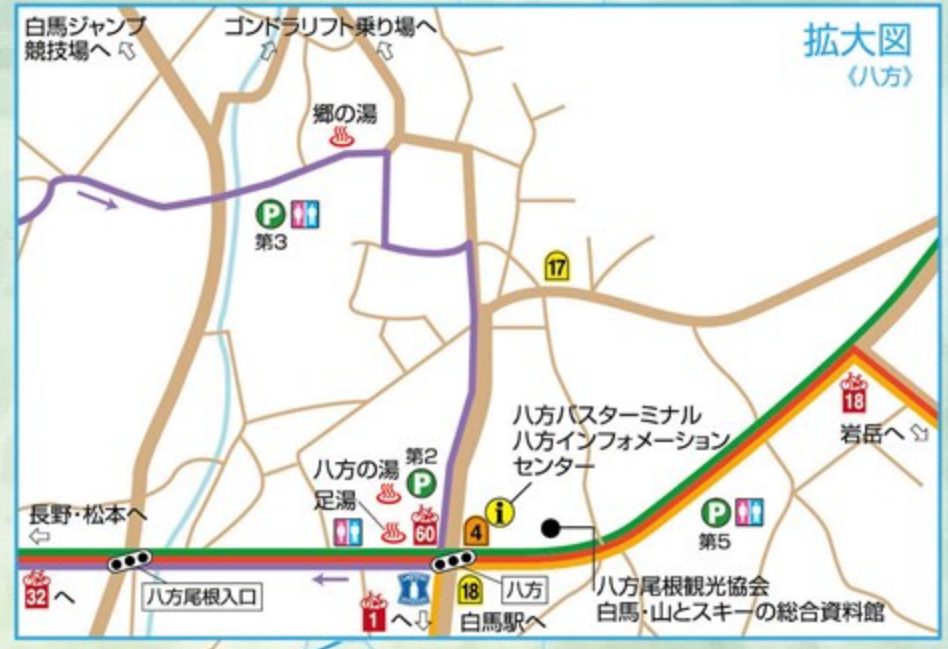 白馬ジャンプ
競技場へ
ゴンドラリフト乗り場へ
拡大図
《八方》
郷の湯
P
第3
17
18
岩岳へ
八方バスターミナル
八方インフォメーション
センター
八方の湯
第2
P
足湯
60
4
i
P
第5
長野・松本へ
32 へ
八方尾根入口
1 へ
18
八方
白馬駅へ
八方尾根観光協会
白馬・山とスキーの総合資料館